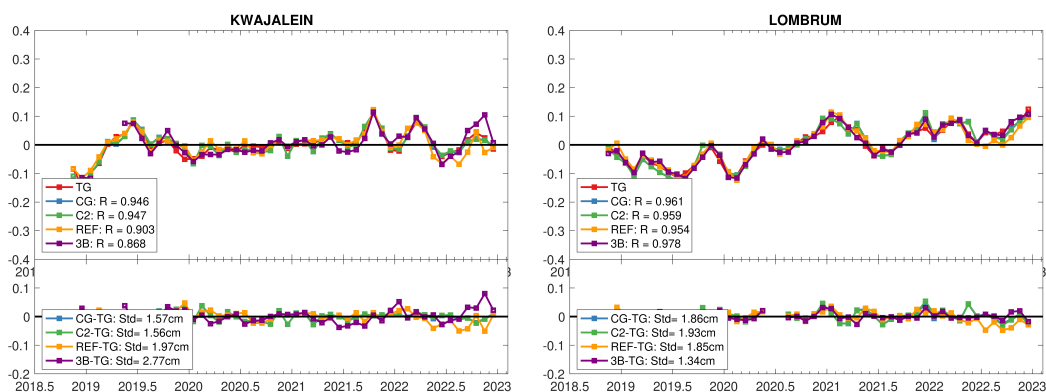 KWAJALEIN
0.4
0.3
0.2
0.1
0
-0.1
-0.2
-0.3
-0.4
TG
CG: R = 0.946
C2: R = 0.947
REF: R = 0.903
3B: R = 0.868
201
0.1
0
-0.1
-0.2
CG-TG: Std= 1.57cm
C2-TG: Std= 1.56cm
REF-TG: Std= 1.97cm
3B-TG: Std= 2.77cm
2018.5 2019 2019.5 2020 2020.5 2021 2021.5 2022 2022.5 2023
LOMBRUM
0.4
0.3
0.2
0.1
0
-0.1
-0.2
-0.3
-0.4
TG
CG: R = 0.961
C2: R = 0.959
REF: R = 0.954
3B: R = 0.978
201
3
0.1
0
-0.1
-0.2
CG-TG: Std= 1.86cm
C2-TG: Std= 1.93cm
REF-TG: Std= 1.85cm
3B-TG: Std= 1.34cm
2018.5 2019 2019.5 2020 2020.5 2021 2021.5 2022 2022.5 2023